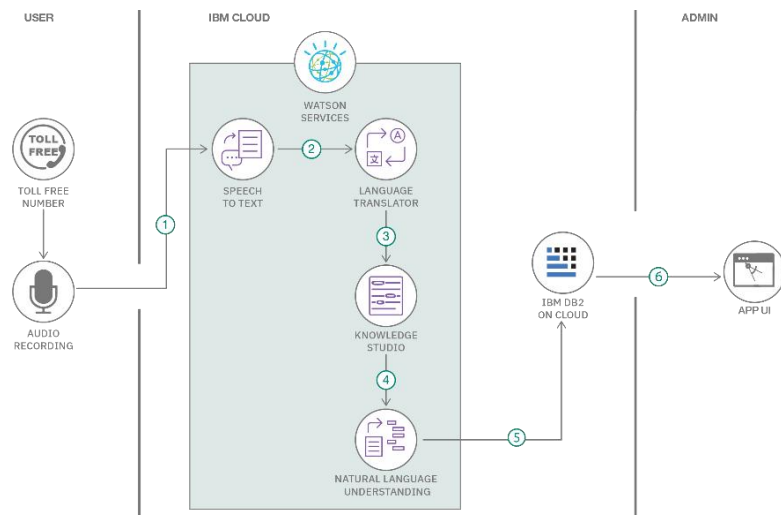 USER
IBM CLOUD
ADMIN
WATSON
SERVICES
TOLL
FREE
TOLL FREE
NUMBER
1
SPEECH
TO TEXT
2
A
文
LANGUAGE
TRANSLATOR
3
AUDIO
RECORDING
KNOWLEDGE
STUDIO
4
NATURAL LANGUAGE
UNDERSTANDING
5
IBM DB2
ON CLOUD
6
APP UI